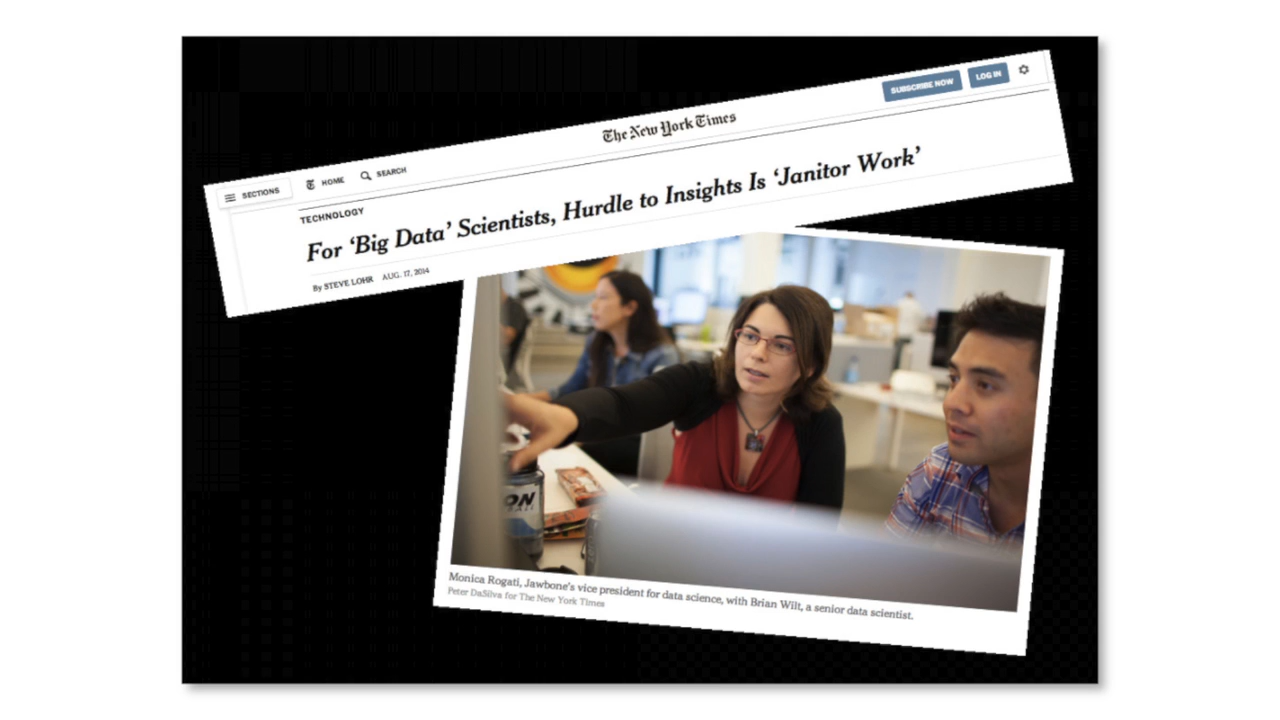 SUBSCRIBE NOW
LOG IN
The New York Times
SECTIONS
HOME
SEARCH
TECHNOLOGY
For ‘Big Data’ Scientists, Hurdle to Insights Is ‘Janitor Work’
By STEVE LOHR AUG. 17, 2014
ON
Monica Rogati, Jawbone's vice president for data science, with Brian Wilt, a senior data scientist.
Peter DaSilva for The New York Times